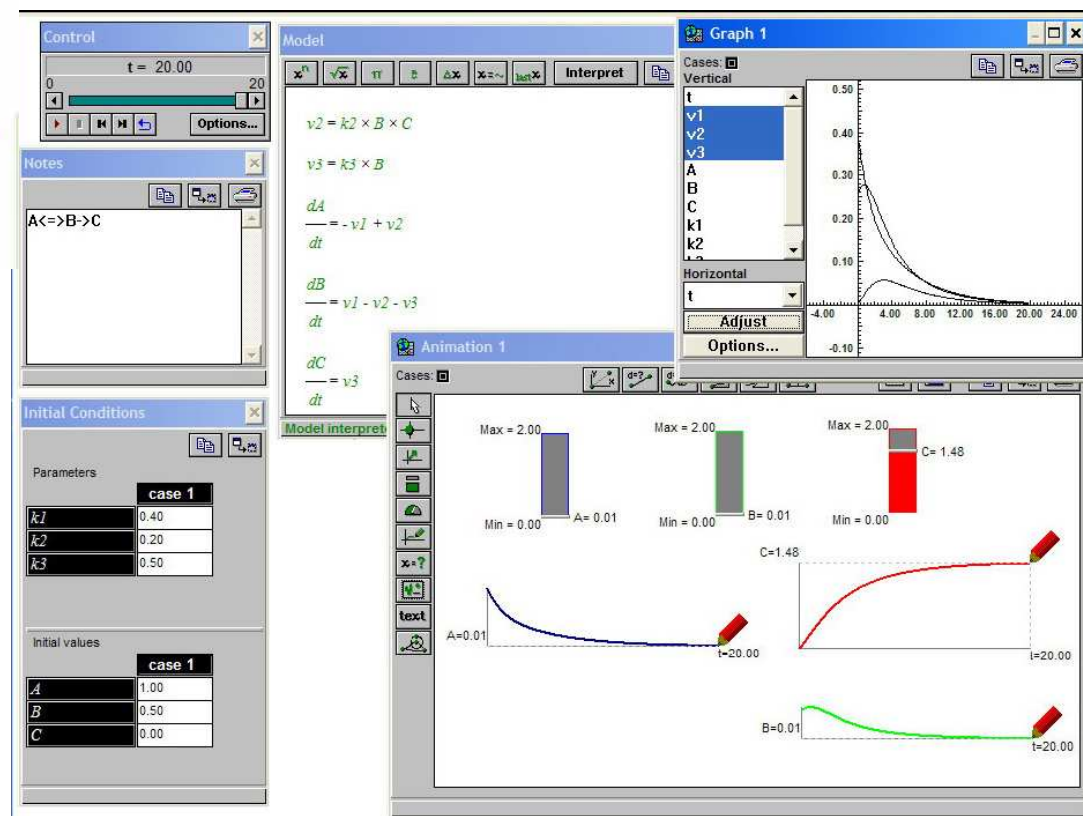 Control
t = 20.00
0 20
Options...
Notes
A<=>B->C
Initial Conditions
Parameters
case 1
k1 0.40
k2 0.20
k3 0.50
Initial values
case 1
A 1.00
B 0.50
C 0.00
Model
xⁿ √x π e Δx x=~ last x Interpret
v2 = k2 × B × C
v3 = k3 × B
dA
— = - v1 + v2
dt
dB
— = v1 - v2 - v3
dt
dC
— = v3
dt
Model interprete
Graph 1
Cases:
Vertical
t
v1
v2
v3
A
B
C
k1
k2
Horizontal
t
Adjust
Options...
0.50
0.40
0.30
0.20
0.10
-4.00 4.00 8.00 12.00 16.00 20.00 24.00
-0.10
Animation 1
Cases:
x=?
text
Max = 2.00
Min = 0.00
A= 0.01
Max = 2.00
Min = 0.00
B= 0.01
Max = 2.00
Min = 0.00
C= 1.48
A=0.01
t=20.00
C=1.48
t=20.00
B=0.01
t=20.00